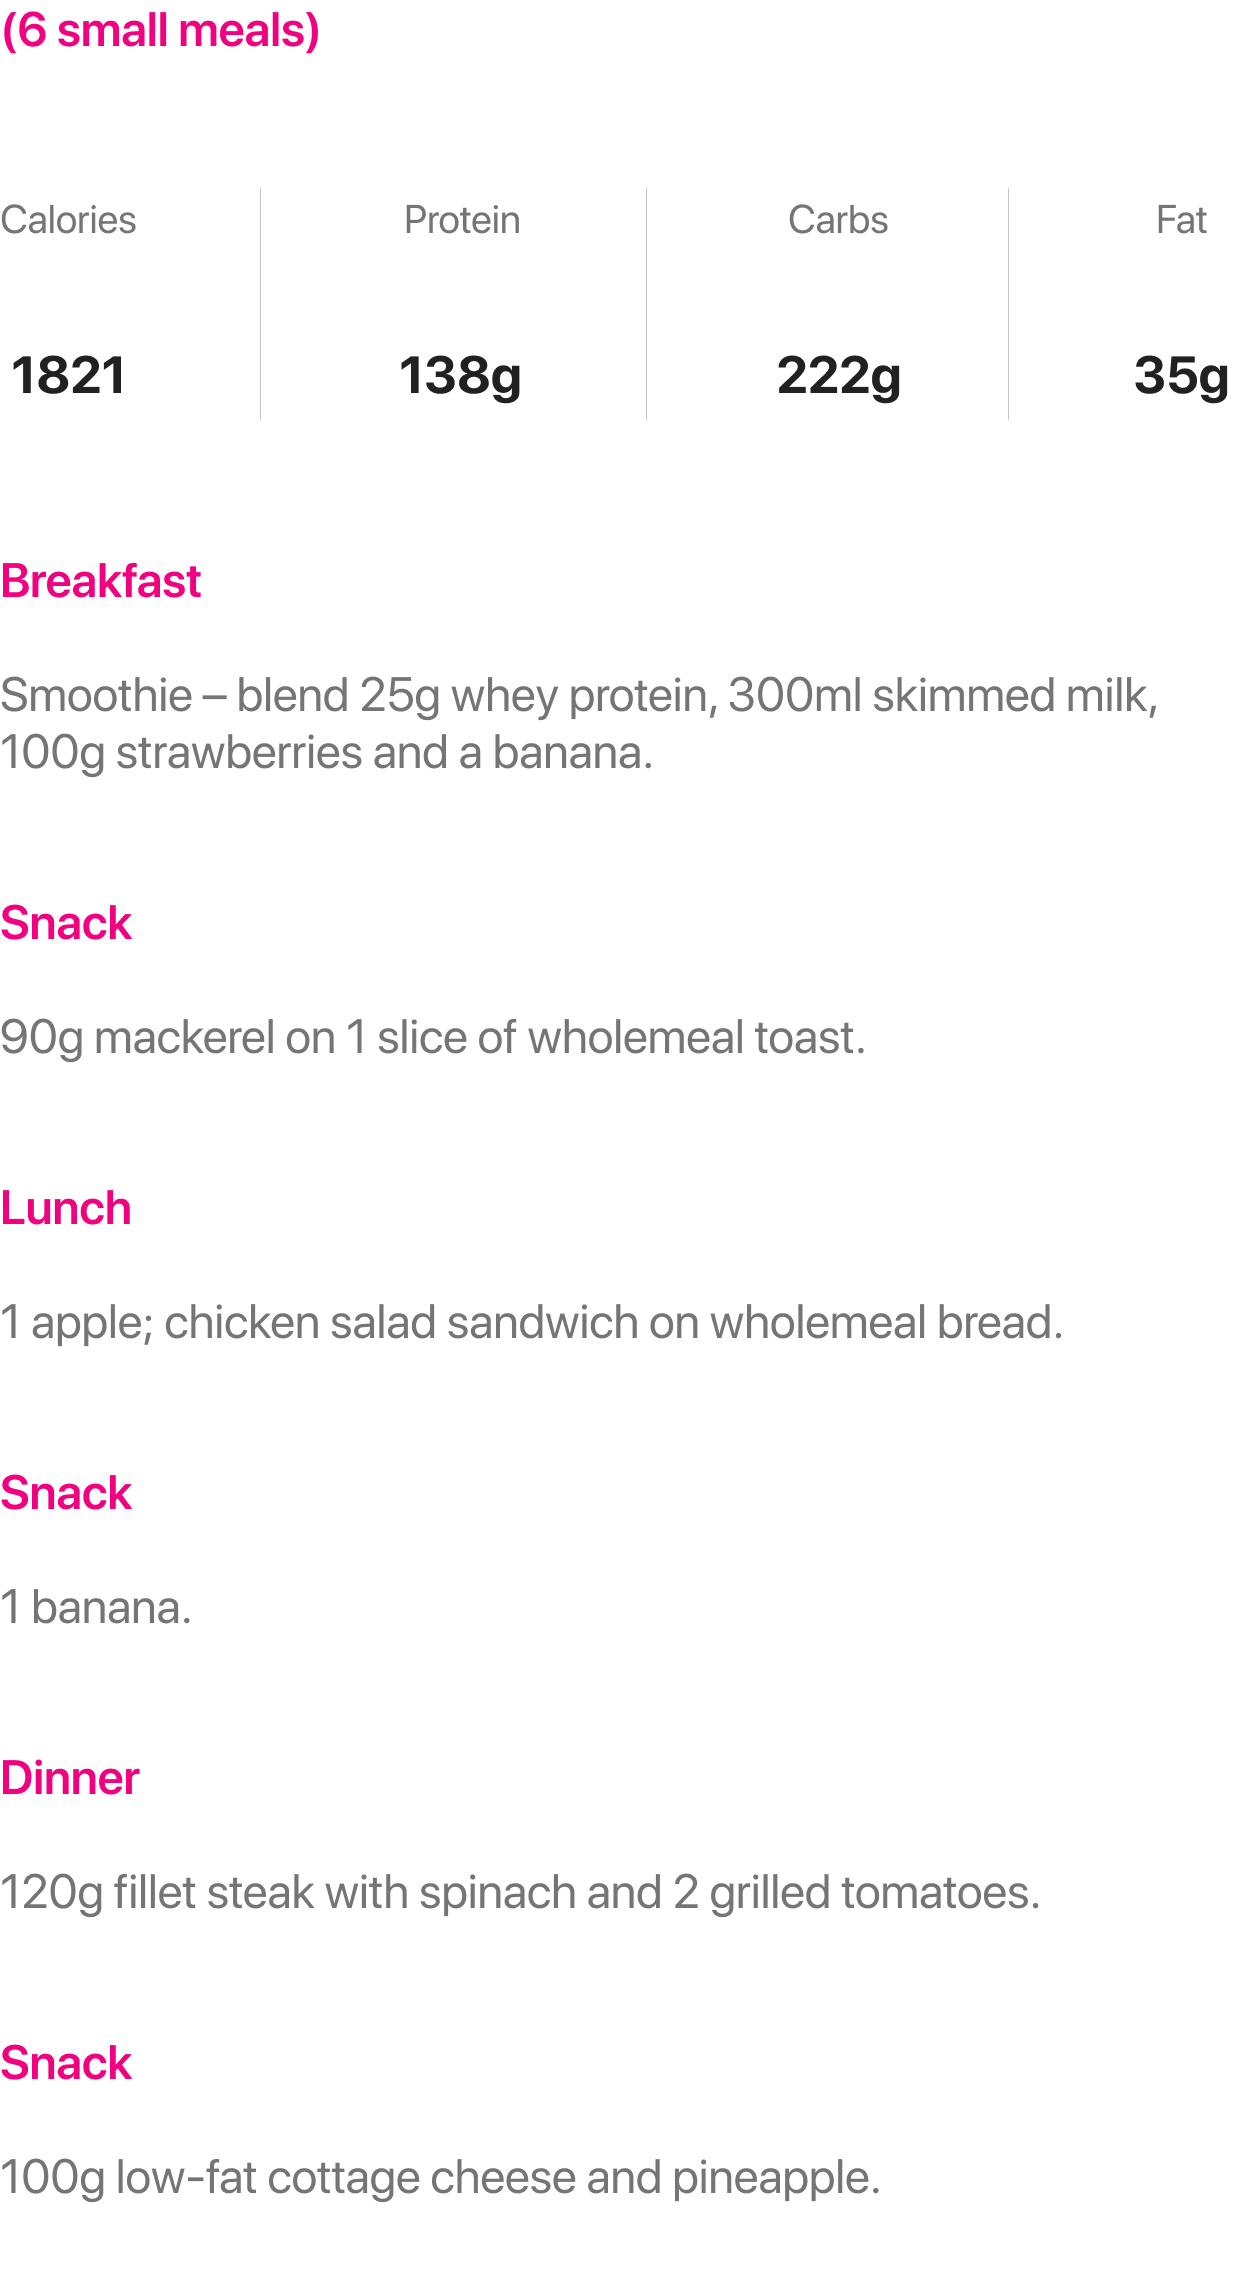 (6 small meals)
Calories Protein Carbs Fat
1821 138g 222g 35g
Breakfast
Smoothie – blend 25g whey protein, 300ml skimmed milk,
100g strawberries and a banana.
Snack
90g mackerel on 1 slice of wholemeal toast.
Lunch
1 apple; chicken salad sandwich on wholemeal bread.
Snack
1 banana.
Dinner
120g fillet steak with spinach and 2 grilled tomatoes.
Snack
100g low-fat cottage cheese and pineapple.